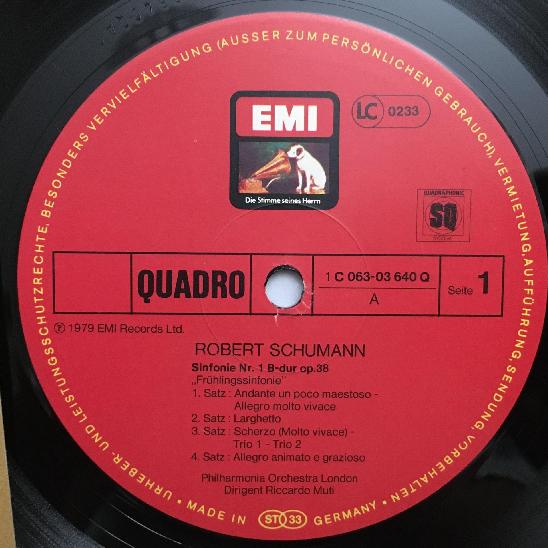 URHEBER- UND LEISTUNGSSCHUTZRECHTE, BESONDERS VERVIELFÄLTIGUNG (AUSSER ZUM PERSÖNLICHEN GEBRAUCH), VERMIETUNG, AUFFÜHRUNG, SENDUNG, VORBEHALTEN
EMI
Die Stimme seines Herrn
LC 0233
QUADRAPHONIC
SQ
QUADRO
1 C 063-03 640 Q
A
Seite 1
℗ 1979 EMI Records Ltd.
ROBERT SCHUMANN
Sinfonie Nr. 1 B-dur op.38
„Frühlingssinfonie"
1. Satz: Andante un poco maestoso -
Allegro molto vivace
2. Satz: Larghetto
3. Satz: Scherzo (Molto vivace) -
Trio 1 - Trio 2
4. Satz: Allegro animato e grazioso
Philharmonia Orchestra London
Dirigent Riccardo Muti
• MADE IN ST 33 GERMANY •